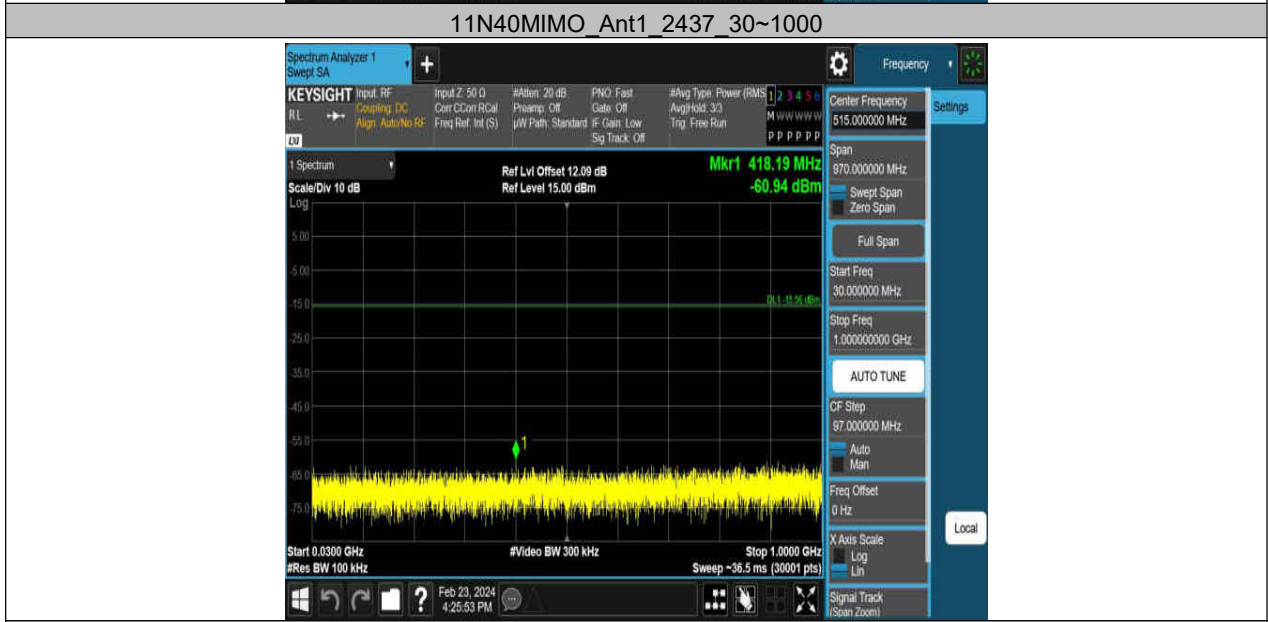 11N40MIMO_Ant1_2437_30~1000
Spectrum Analyzer 1
Swept SA
+
Frequency
KEYSIGHT
RL
LXI
Input: RF
Coupling: DC
Align: Auto/No RF
Input Z: 50 Ω
Corr CCorr RCal
Freq Ref: Int (S)
#Atten: 20 dB
Preamp: Off
µW Path: Standard
PNO: Fast
Gate: Off
IF Gain: Low
Sig Track: Off
#Avg Type: Power (RMS
Avg|Hold: 3/3
Trig: Free Run
1 2 3 4 5 6
M W W W W W
P P P P P P
Center Frequency
515.000000 MHz
Settings
1 Spectrum
Scale/Div 10 dB
Ref Lvl Offset 12.09 dB
Ref Level 15.00 dBm
Mkr1 418.19 MHz
-60.94 dBm
Span
970.000000 MHz
Swept Span
Zero Span
Full Span
Log
5.00
-5.00
-15.0
-25.0
-35.0
-45.0
-55.0
-65.0
-75.0
1
Start Freq
30.000000 MHz
Stop Freq
1.000000000 GHz
AUTO TUNE
CF Step
97.000000 MHz
Auto
Man
Freq Offset
0 Hz
X Axis Scale
Log
Lin
Local
Signal Track
(Span Zoom)
Start 0.0300 GHz
#Res BW 100 kHz
#Video BW 300 kHz
Stop 1.0000 GHz
Sweep ~36.5 ms (30001 pts)
?
Feb 23, 2024
4:25:53 PM